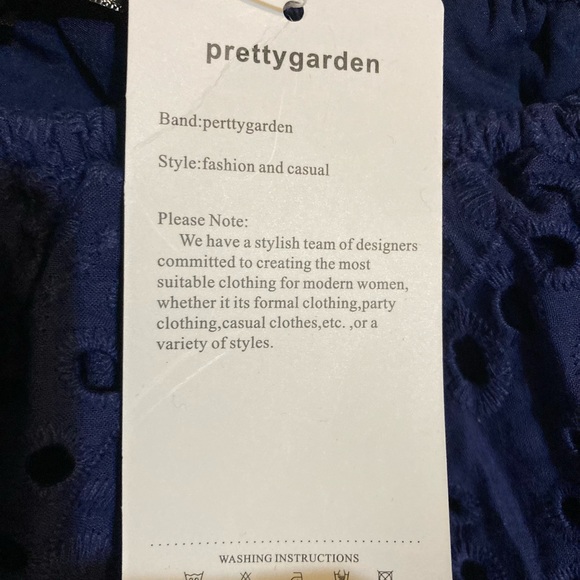 prettygarden
Band:perttygarden
Style:fashion and casual
Please Note:
We have a stylish team of designers
committed to creating the most
suitable clothing for modern women,
whether it its formal clothing,party
clothing,casual clothes,etc. ,or a
variety of styles.
WASHING INSTRUCTIONS